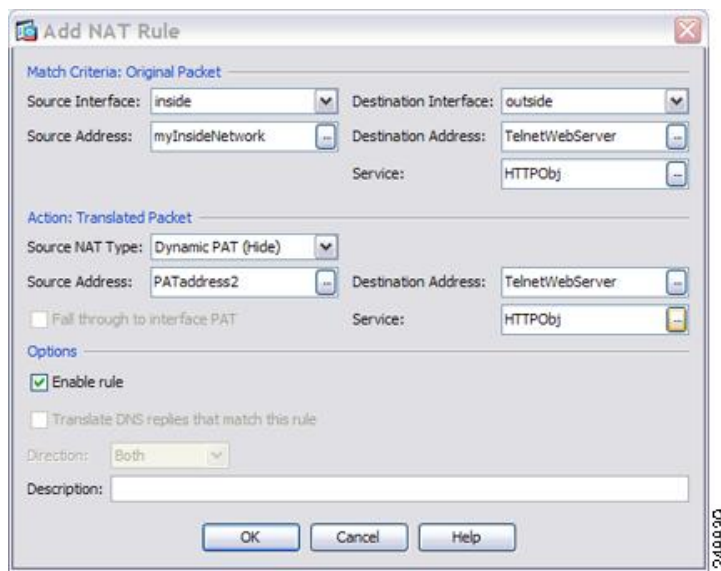 Add NAT Rule
Match Criteria: Original Packet
Source Interface: inside Destination Interface: outside
Source Address: myInsideNetwork ... Destination Address: TelnetWebServer ...
Service: HTTPObj ...
Action: Translated Packet
Source NAT Type: Dynamic PAT (Hide)
Source Address: PATaddress2 ... Destination Address: TelnetWebServer ...
Fall through to interface PAT Service: HTTPObj ...
Options
Enable rule
Translate DNS replies that match this rule
Direction: Both
Description:
OK Cancel Help